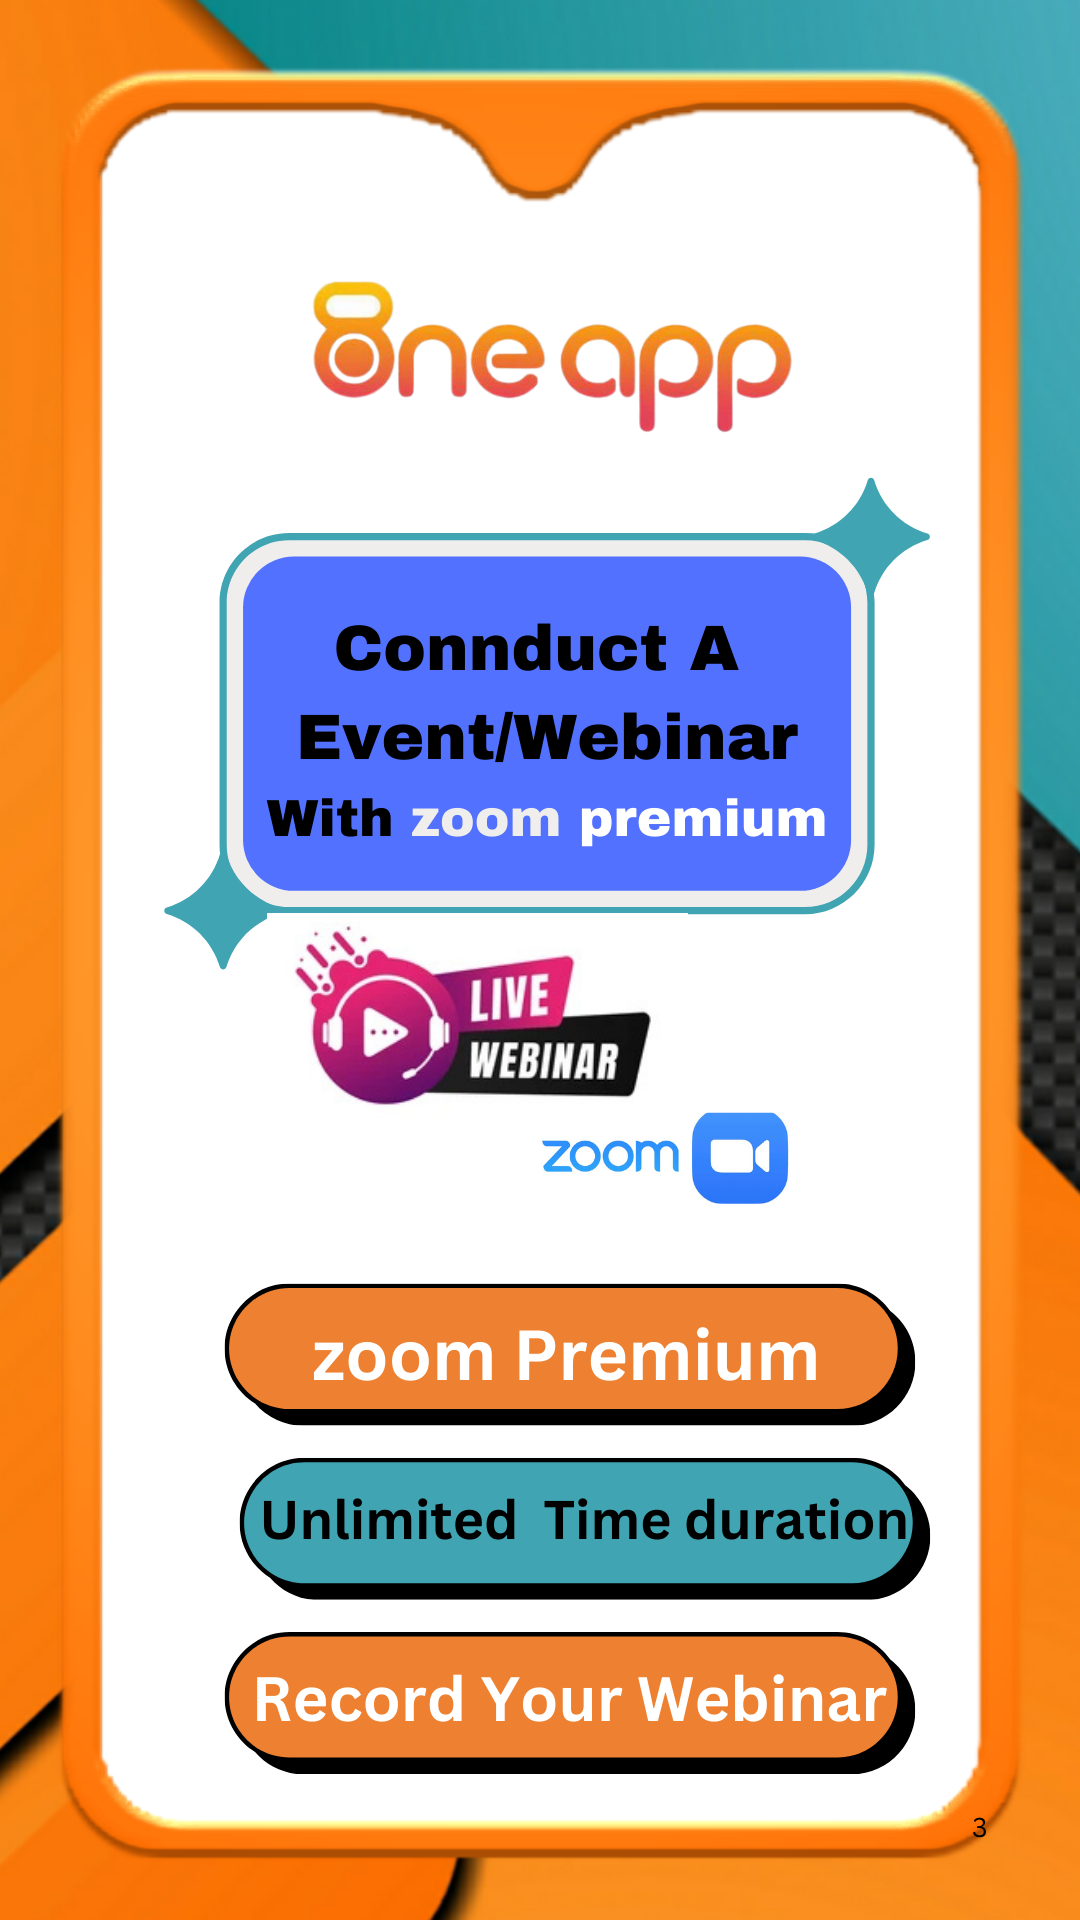 One app
Connduct A
Event/Webinar
With zoom premium
LIVE
WEBINAR
zoom
zoom Premium
Unlimited Time duration
Record Your Webinar
3